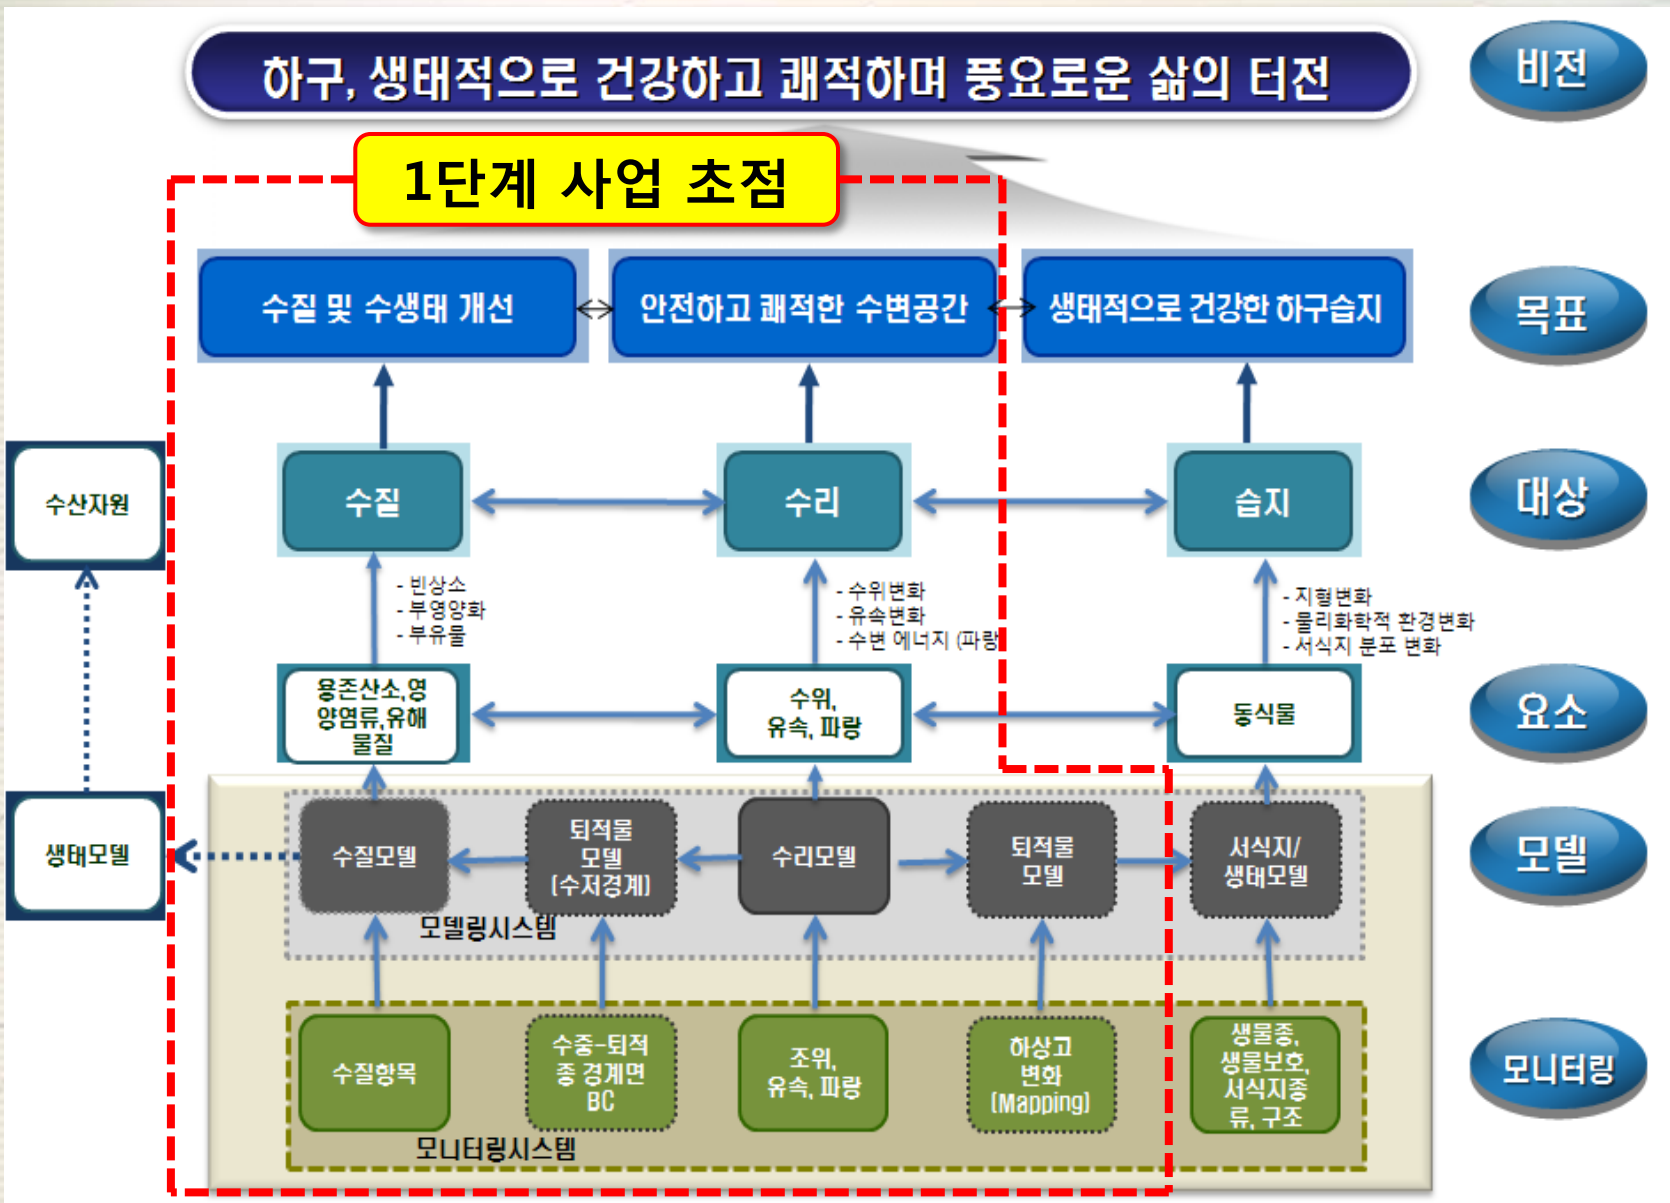 하구, 생태적으로 건강하고 쾌적하며 풍요로운 삶의 터전
비전
1단계 사업 초점
수질 및 수생태 개선
안전하고 쾌적한 수변공간
생태적으로 건강한 하구습지
목표
수산자원
수질
수리
습지
대상
- 빈상소
- 부영양화
- 부유물
- 수위변화
- 유속변화
- 수변 에너지 (파랑
- 지형변화
- 물리화학적 환경변화
- 서식지 분포 변화
용존산소,영
양염류,유해
물질
수위,
유속, 파랑
동식물
요소
생태모델
수질모델
퇴적물
모델
(수저경계)
수리모델
퇴적물
모델
서식지/
생태모델
모델
모델링시스템
수질항목
수중-퇴적
종 경계면
BC
조위,
유속, 파랑
하상고
변화
(Mapping)
생물종,
생물보호,
서식지종
류, 구조
모니터링
모니터링시스템